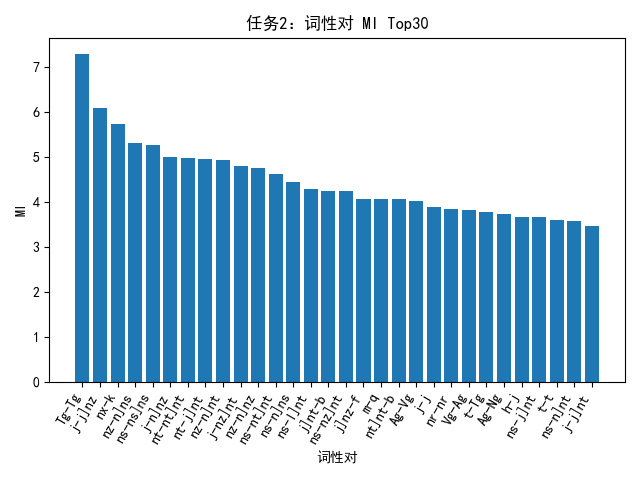 任务2: 词性对 MI Top30
7
6
5
4
3
2
1
0
MI
Tg-Tg
j-j]nz
nx-k
nz-n]ns
ns-ns]ns
j-n]nz
nt-nt]nt
nt-j]nt
nz-n]nt
j-nz]nt
nz-n]nz
ns-nt]nt
ns-n]ns
ns-]nt
j]nt-b
ns-nz]nt
j]nz-f
m-q
nt]nt-b
Ag-Vg
j-j
nr-nr
Vg-Ag
t-Tg
Ag-Ng
h-j
ns-j]nt
t-t
ns-n]nt
j-j]nt
词性对